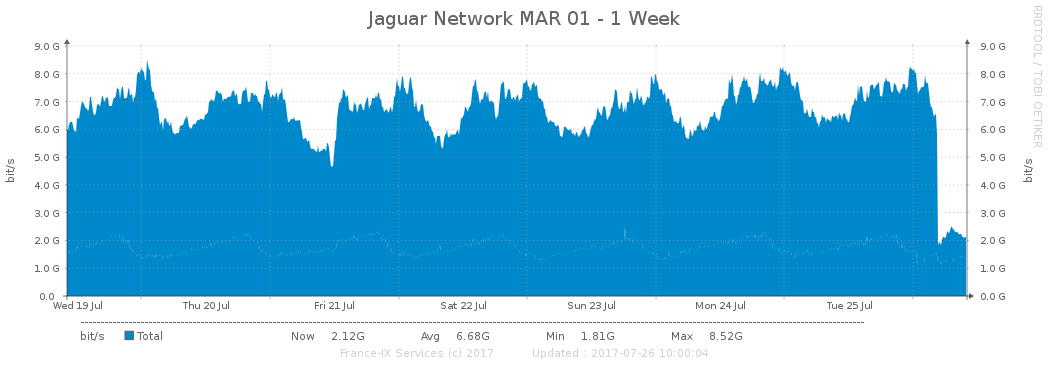 Jaguar Network MAR 01 - 1 Week
RRDTOOL / TOBI OETIKER
bit/s
9.0 G 9.0 G
8.0 G 8.0 G
7.0 G 7.0 G
6.0 G 6.0 G
5.0 G 5.0 G
4.0 G 4.0 G
3.0 G 3.0 G
2.0 G 2.0 G
1.0 G 1.0 G
0.0 0.0 G
bit/s
Wed 19 Jul Thu 20 Jul Fri 21 Jul Sat 22 Jul Sun 23 Jul Mon 24 Jul Tue 25 Jul
bit/s Total Now 2.12G Avg 6.68G Min 1.81G Max 8.52G
France-IX Services (c) 2017 Updated : 2017-07-26 10:00:04